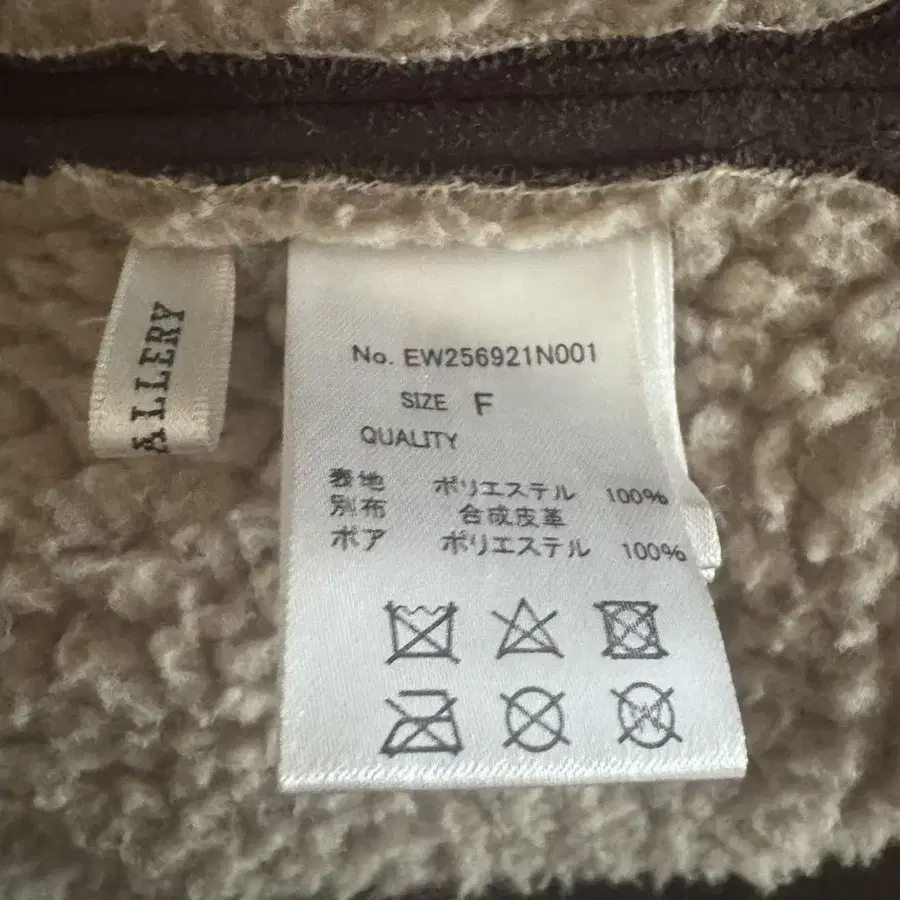 ALLERY
No. EW256921N001
SIZE F
QUALITY
表地 ポリエステル 100%
別布 合成皮革
ボア ポリエステル 100%
W